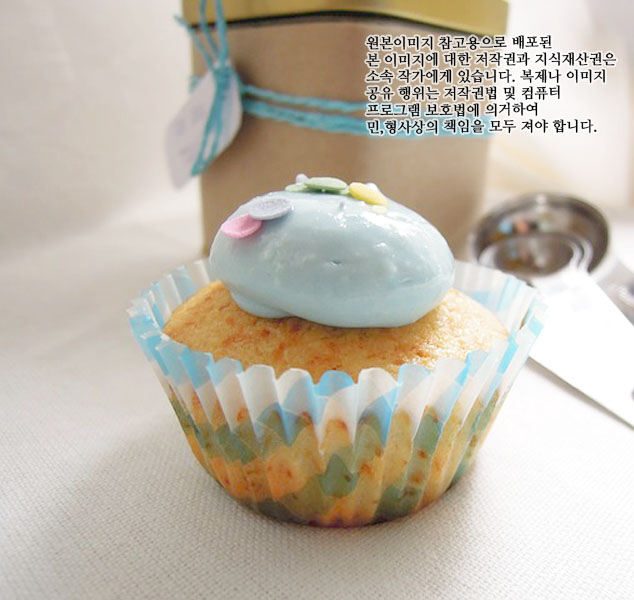 원본이미지 참고용으로 배포된
본 이미지에 대한 저작권과 지식재산권은
소속 작가에게 있습니다. 복제나 이미지
공유 행위는 저작권법 및 컴퓨터
프로그램 보호법에 의거하여
민,형사상의 책임을 모두 져야 합니다.